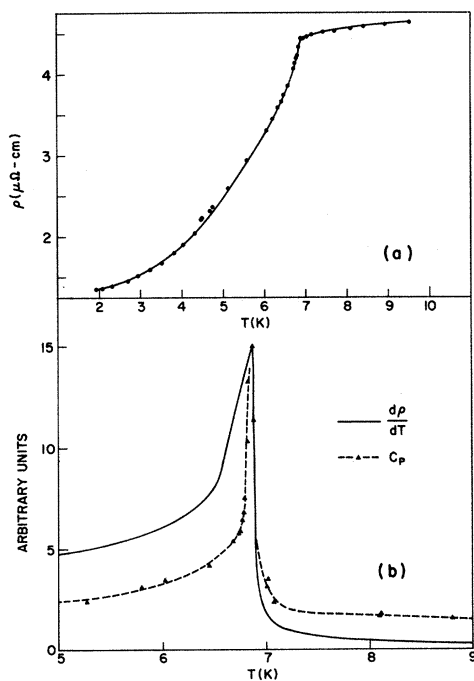 4
3
2
ρ(μΩ-cm)
(a)
2 3 4 5 6 7 8 9 10
T(K)
15
10
5
0
ARBITRARY UNITS
dρ
dT
Cp
(b)
5 6 7 8 9
T(K)